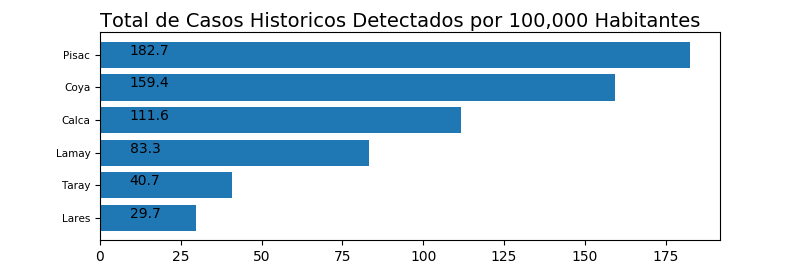 Total de Casos Historicos Detectados por 100,000 Habitantes
Pisac 182.7
Coya 159.4
Calca 111.6
Lamay 83.3
Taray 40.7
Lares 29.7
0 25 50 75 100 125 150 175